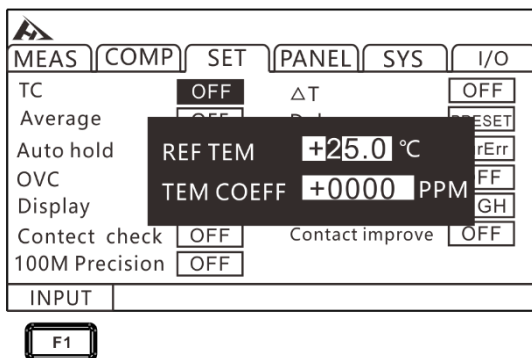 MEAS COMP SET PANEL SYS I/O
TC OFF △T OFF
Average
Auto hold
OVC
Display
REF TEM +25.0 ℃
TEM COEFF +0000 PPM
Contect check OFF Contact improve OFF
100M Precision OFF
INPUT
F1